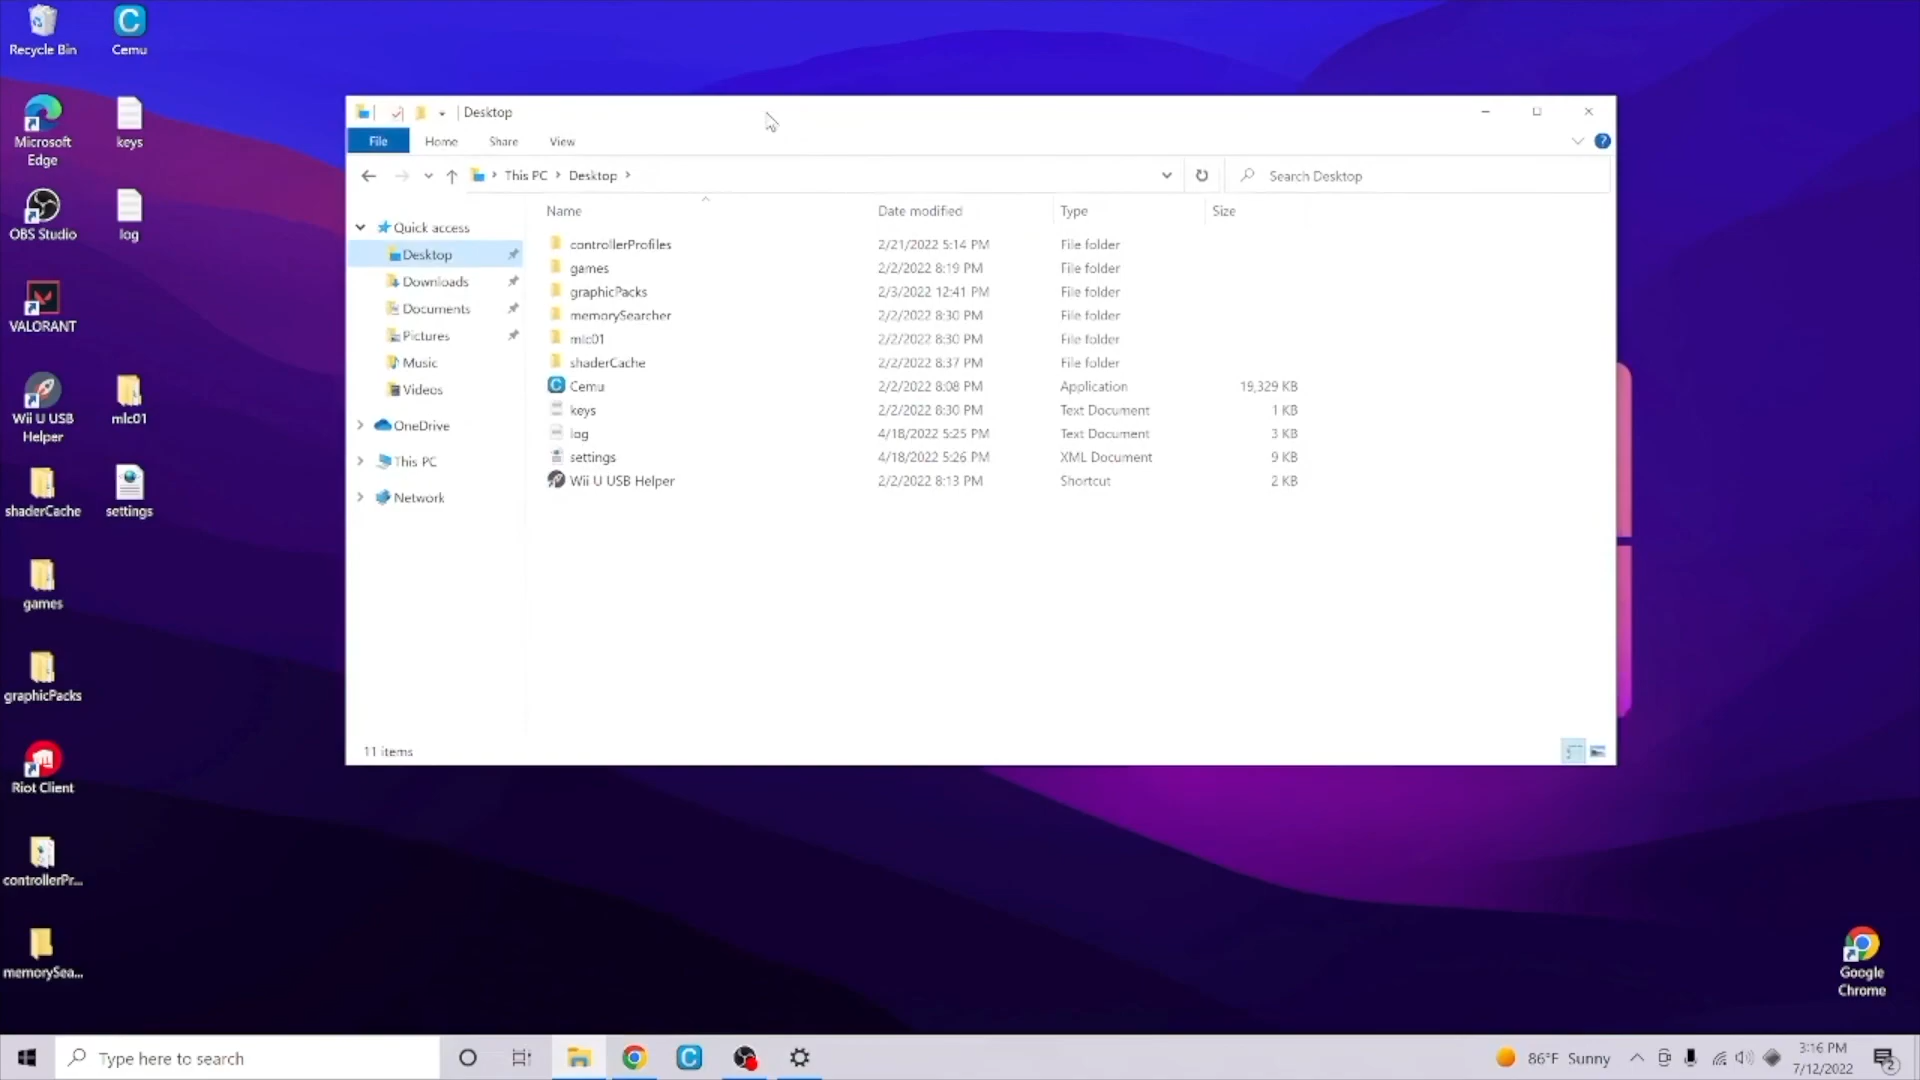 Recycle Bin
Cemu
Microsoft
Edge
keys
OBS Studio
log
VALORANT
Wii U USB
Helper
mlc01
shaderCache
settings
games
graphicPacks
Riot Client
controllerPr...
memorySea...
Google
Chrome
Desktop
File
Home
Share
View
This PC
Desktop
Search Desktop
Quick access
Desktop
Downloads
Documents
Pictures
Music
Videos
OneDrive
This PC
Network
Name Date modified Type Size
controllerProfiles 2/21/2022 5:14 PM File folder
games 2/2/2022 8:19 PM File folder
graphicPacks 2/3/2022 12:41 PM File folder
memorySearcher 2/2/2022 8:30 PM File folder
mlc01 2/2/2022 8:30 PM File folder
shaderCache 2/2/2022 8:37 PM File folder
Cemu 2/2/2022 8:08 PM Application 19,329 KB
keys 2/2/2022 8:30 PM Text Document 1 KB
log 4/18/2022 5:25 PM Text Document 3 KB
settings 4/18/2022 5:26 PM XML Document 9 KB
Wii U USB Helper 2/2/2022 8:13 PM Shortcut 2 KB
11 items
Type here to search
86°F Sunny
3:16 PM
7/12/2022
2